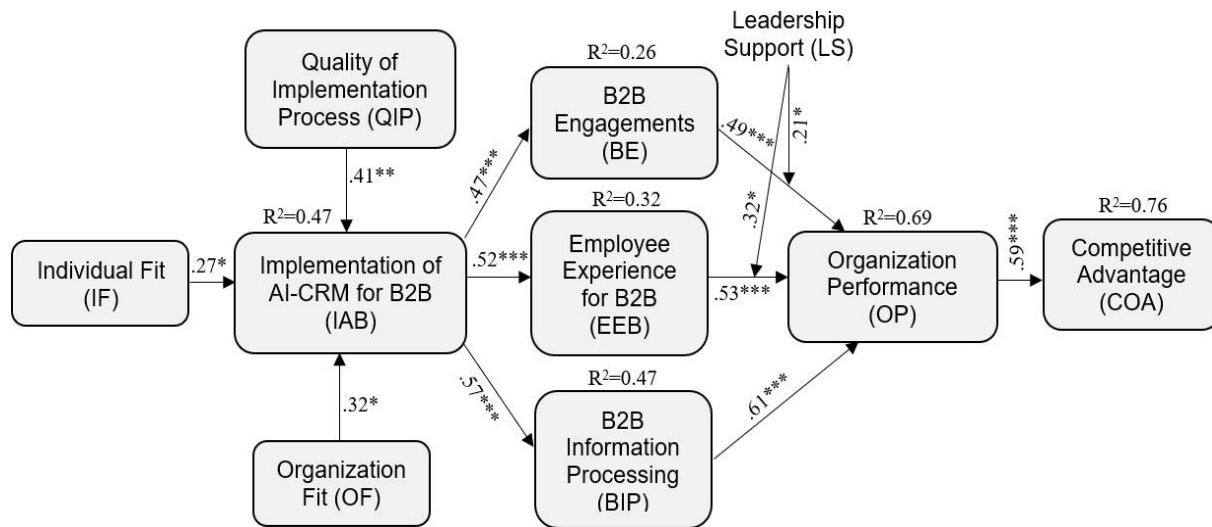 Leadership
Support (LS)
Quality of
Implementation
Process (QIP)
R²=0.26
B2B
Engagements
(BE)
.49***
.21*
.41**
.47***
.32*
R²=0.47
R²=0.32
R²=0.69
R²=0.76
Individual Fit
(IF)
.27*
Implementation of
AI-CRM for B2B
(IAB)
.52***
Employee
Experience
for B2B
(EEB)
.53***
Organization
Performance
(OP)
.59***
Competitive
Advantage
(COA)
.57***
R²=0.47
.61***
.32*
B2B
Information
Processing
(BIP)
Organization
Fit (OF)